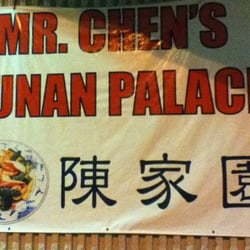 MR. CHEN'S
UNAN PALAC
陳家園